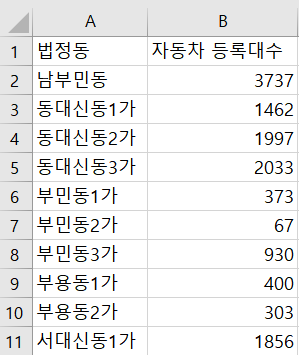 A B
1 법정동 자동차 등록대수
2 남부민동 3737
3 동대신동1가 1462
4 동대신동2가 1997
5 동대신동3가 2033
6 부민동1가 373
7 부민동2가 67
8 부민동3가 930
9 부용동1가 400
10 부용동2가 303
11 서대신동1가 1856